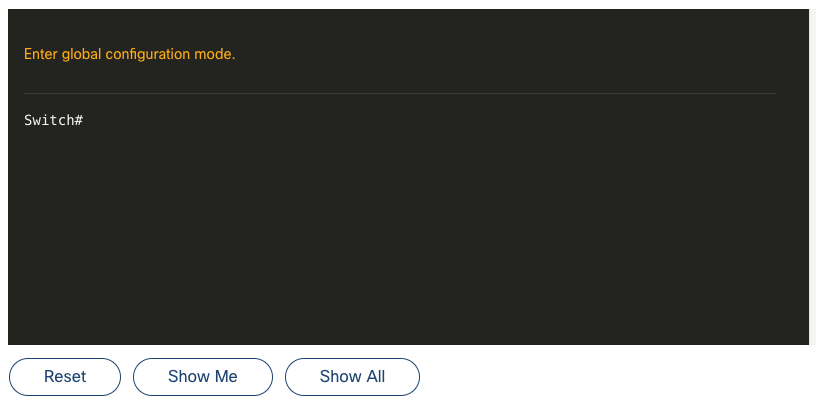 Enter global configuration mode.
Switch#
Reset
Show Me
Show All